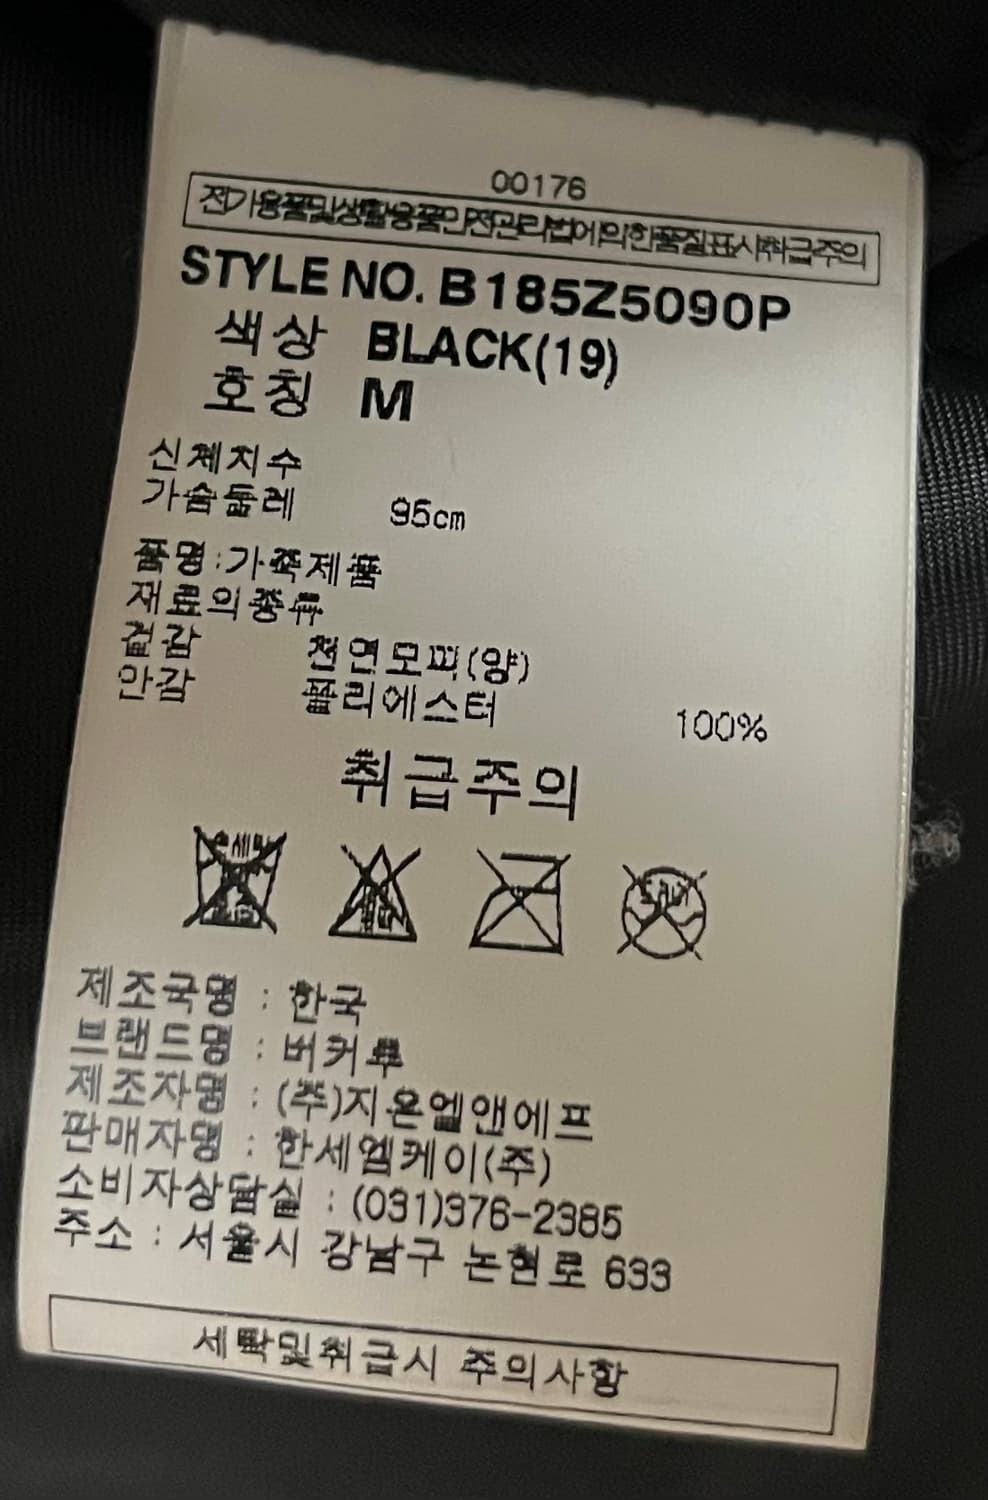 00176
전기용품및생활용품안전관리법에의한품질표시취급주의
STYLE NO. B185Z5090P
색상 BLACK(19)
호칭 M
신체치수
가슴둘레 95cm
품명:가죽제품
재료의종류
겉감 천연모피(양)
안감 폴리에스터 100%
취급주의
제조국명 : 한국
브랜드명 : 버커루
제조자명 : (주)지온엘앤에프
판매자명 : 한세엠케이(주)
소비자상담실 : (031)376-2385
주소 : 서울시 강남구 논현로 633
세탁및취급시 주의사항